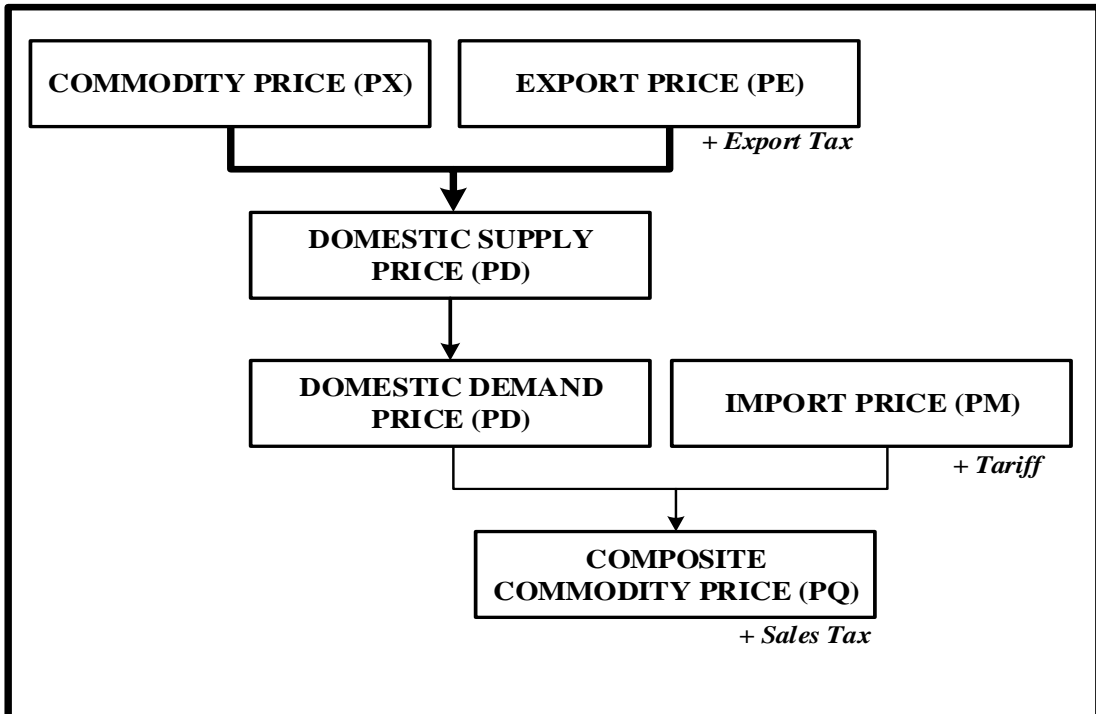 COMMODITY PRICE (PX)
EXPORT PRICE (PE)
+ Export Tax
DOMESTIC SUPPLY
PRICE (PD)
DOMESTIC DEMAND
PRICE (PD)
IMPORT PRICE (PM)
+ Tariff
COMPOSITE
COMMODITY PRICE (PQ)
+ Sales Tax